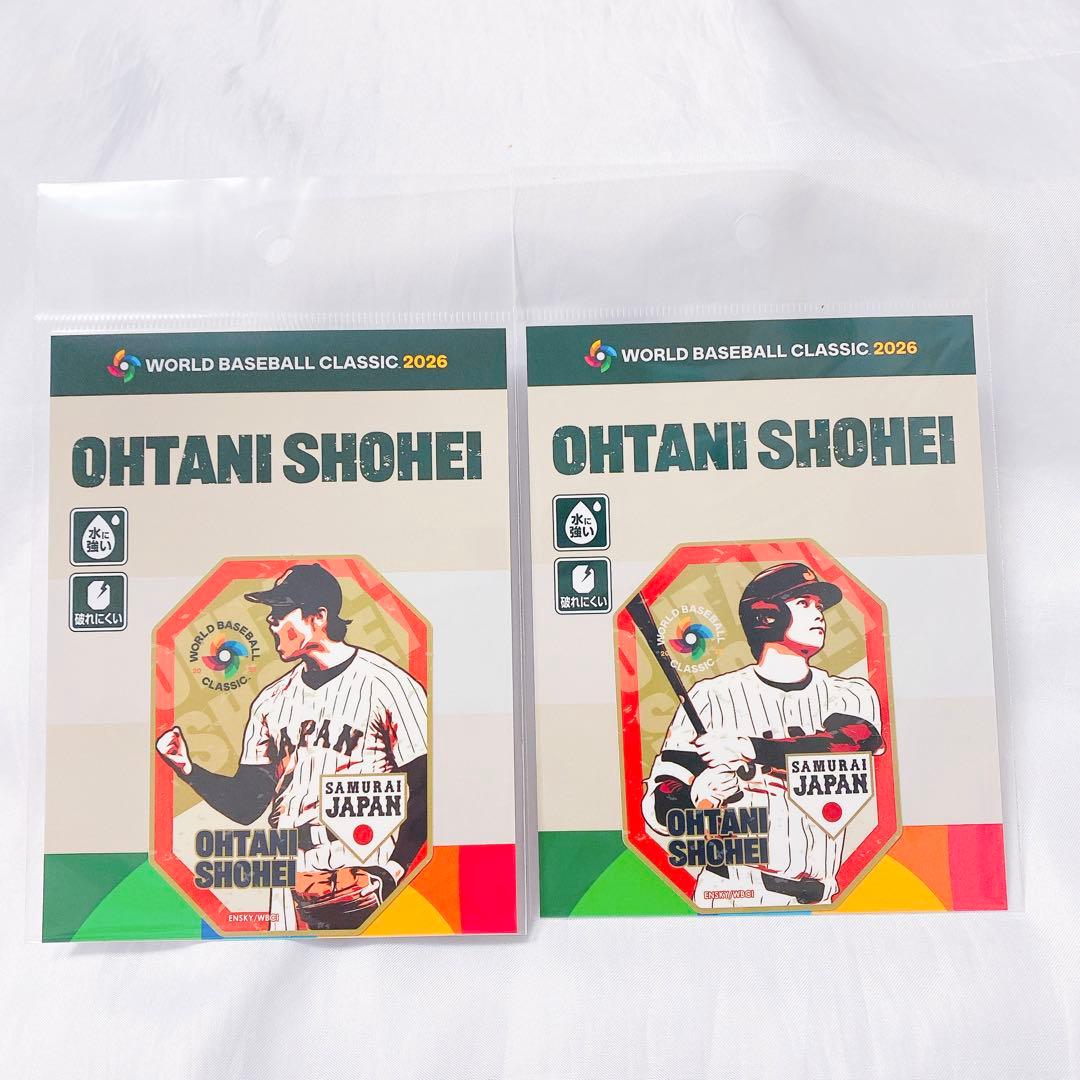 WORLD BASEBALL CLASSIC 2026
OHTANI SHOHEI
水に
強い
破れにくい
WORLD BASEBALL
CLASSIC
JAPAN
SAMURAI
JAPAN
OHTANI
SHOHEI
ENSKY/WBCI
WORLD BASEBALL CLASSIC 2026
OHTANI SHOHEI
水に
強い
破れにくい
WORLD BASEBALL
CLASSIC
SAMURAI
JAPAN
OHTANI
SHOHEI
ENSKY/WBCI